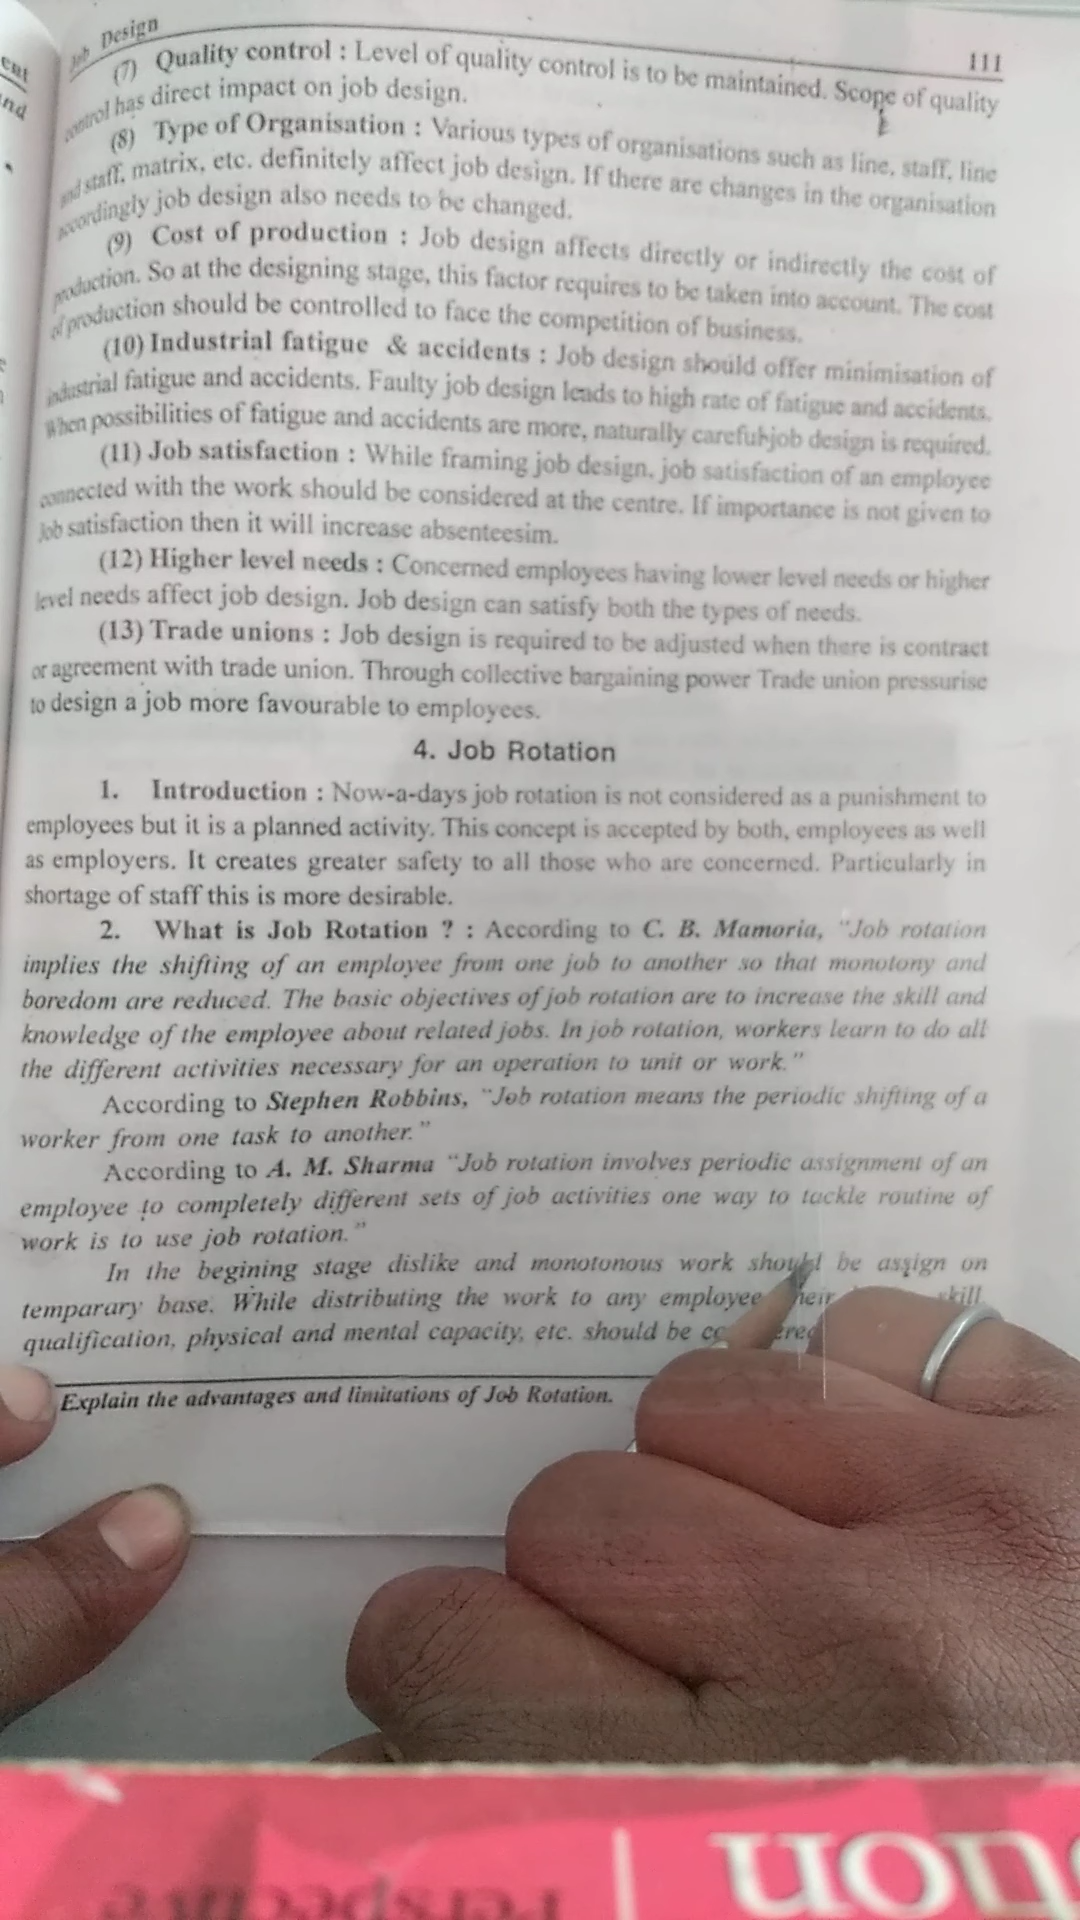 Job Design
111
(7) Quality control : Level of quality control is to be maintained. Scope of quality
control has direct impact on job design.
(8) Type of Organisation : Various types of organisations such as line, staff, line
and staff, matrix, etc. definitely affect job design. If there are changes in the organisation
accordingly job design also needs to be changed.
(9) Cost of production : Job design affects directly or indirectly the cost of
production. So at the designing stage, this factor requires to be taken into account. The cost
of production should be controlled to face the competition of business.
(10) Industrial fatigue & accidents : Job design should offer minimisation of
industrial fatigue and accidents. Faulty job design leads to high rate of fatigue and accidents.
When possibilities of fatigue and accidents are more, naturally careful job design is required.
(11) Job satisfaction : While framing job design, job satisfaction of an employee
connected with the work should be considered at the centre. If importance is not given to
Job satisfaction then it will increase absenteesim.
(12) Higher level needs : Concerned employees having lower level needs or higher
level needs affect job design. Job design can satisfy both the types of needs.
(13) Trade unions : Job design is required to be adjusted when there is contract
or agreement with trade union. Through collective bargaining power Trade union pressurise
to design a job more favourable to employees.
4. Job Rotation
1. Introduction : Now-a-days job rotation is not considered as a punishment to
employees but it is a planned activity. This concept is accepted by both, employees as well
as employers. It creates greater safety to all those who are concerned. Particularly in
shortage of staff this is more desirable.
2. What is Job Rotation ? : According to C. B. Mamoria, "Job rotation
implies the shifting of an employee from one job to another so that monotony and
boredom are reduced. The basic objectives of job rotation are to increase the skill and
knowledge of the employee about related jobs. In job rotation, workers learn to do all
the different activities necessary for an operation to unit or work."
According to Stephen Robbins, "Job rotation means the periodic shifting of a
worker from one task to another."
According to A. M. Sharma "Job rotation involves periodic assignment of an
employee to completely different sets of job activities one way to tackle routine of
work is to use job rotation."
In the begining stage dislike and monotonous work should be assign on
temparary base. While distributing the work to any employee skill,
qualification, physical and mental capacity, etc. should be
Explain the advantages and limitations of Job Rotation.